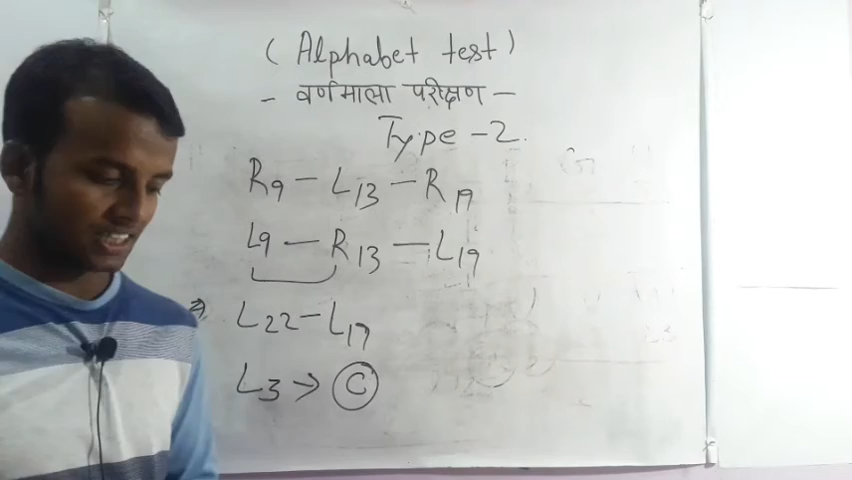 ( Alphabet test )
- वर्णमाला परीक्षण -
Type - 2.
R9 - L13 - R19
L9 - R13 - L19
⇒ L22 - L17
L3 → C